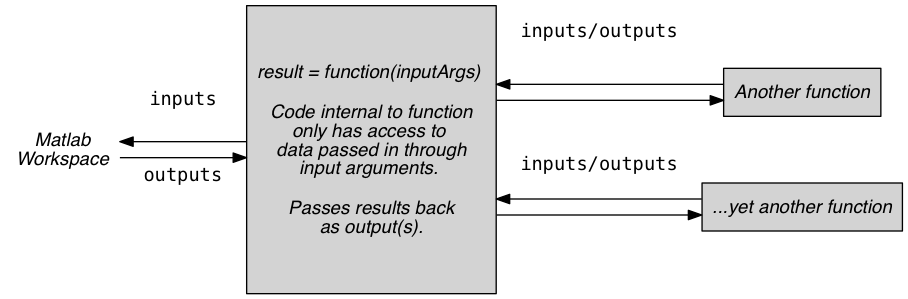 inputs
Matlab
Workspace
outputs
result = function(inputArgs)
Code internal to function
only has access to
data passed in through
input arguments.
Passes results back
as output(s).
inputs/outputs
Another function
inputs/outputs
...yet another function